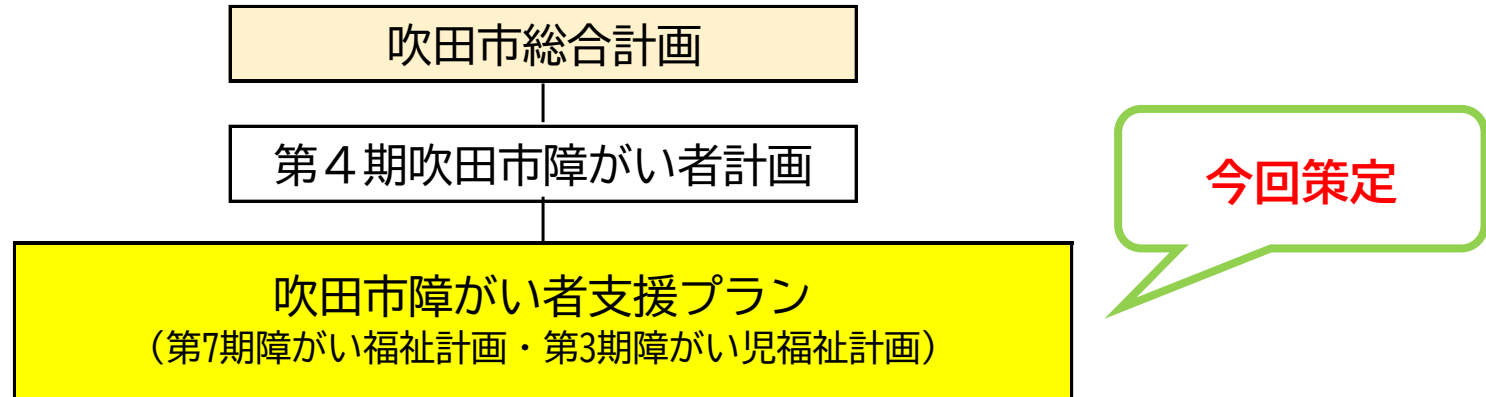 吹田市総合計画
第４期吹田市障がい者計画
今回策定
吹田市障がい者支援プラン
（第7期障がい福祉計画・第3期障がい児福祉計画）